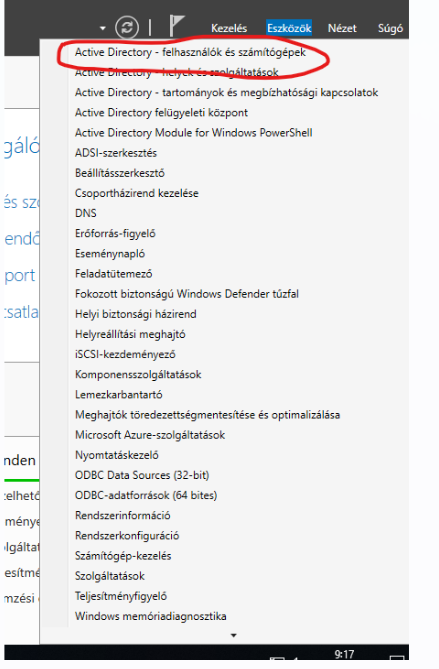 Kezelés Eszközök Nézet Súgó
Active Directory - felhasználók és számítógépek
Active Directory - helyek és szolgáltatások
Active Directory - tartományok és megbízhatósági kapcsolatok
Active Directory felügyeleti központ
Active Directory Module for Windows PowerShell
ADSI-szerkesztés
Beállításszerkesztő
Csoportházirend kezelése
DNS
Erőforrás-figyelő
Eseménynapló
Feladatütemező
Fokozott biztonságú Windows Defender tűzfal
Helyi biztonsági házirend
Helyreállítási meghajtó
iSCSI-kezdeményező
Komponensszolgáltatások
Lemezkarbantartó
Meghajtók töredezettségmentesítése és optimalizálása
Microsoft Azure-szolgáltatások
Nyomtatáskezelő
ODBC Data Sources (32-bit)
ODBC-adatforrások (64 bites)
Rendszerinformáció
Rendszerkonfiguráció
Számítógép-kezelés
Szolgáltatások
Teljesítményfigyelő
Windows memóriadiagnosztika
9:17